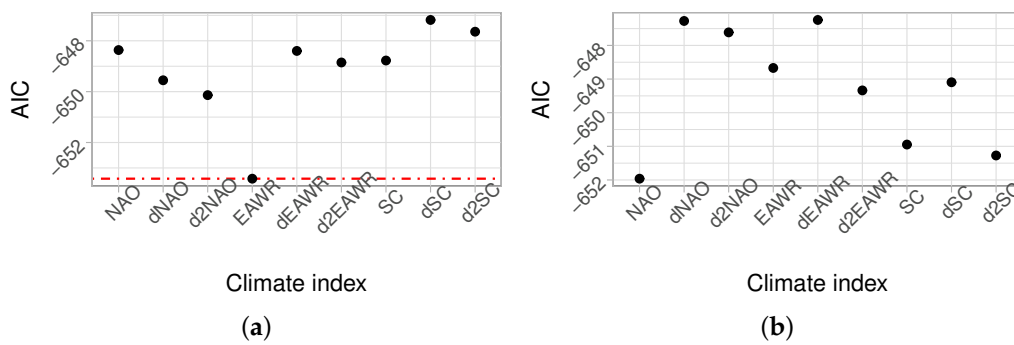 AIC
−648
−650
−652
NAO
dNAO
d2NAO
EAWR
dEAWR
d2EAWR
SC
dSC
d2SC
Climate index
(a)
AIC
−648
−649
−650
−651
−652
NAO
dNAO
d2NAO
EAWR
dEAWR
d2EAWR
SC
dSC
d2SC
Climate index
(b)